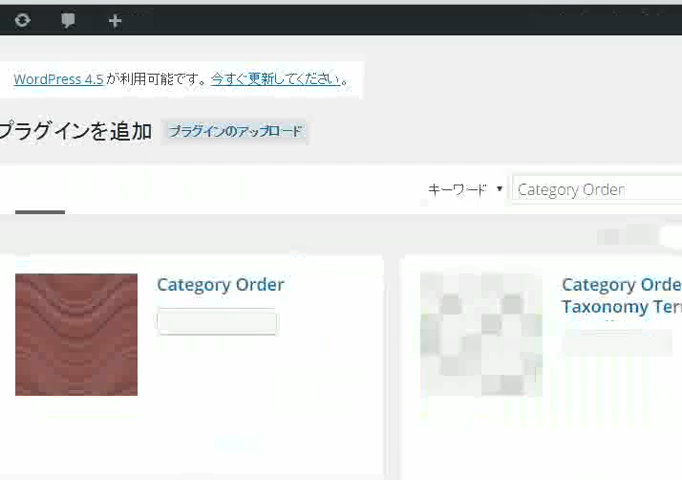 WordPress 4.5 が利用可能です。今すぐ更新してください。
プラグインを追加 プラグインのアップロード
キーワード Category Order
Category Order
Category Orde
Taxonomy Ter